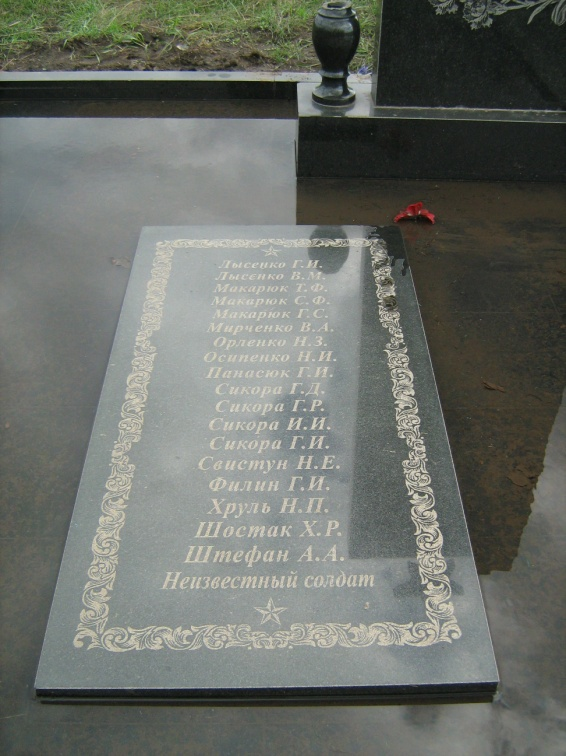 Лысенко Г.И.
Лысенко В.М.
Макарюк Т.Ф.
Макарюк С.Ф.
Макарюк Г.С.
Мирченко В.А.
Орленко Н.З.
Осипенко Н.И.
Панасюк Г.И.
Сикора Г.Д.
Сикора Г.Р.
Сикора И.И.
Сикора Г.И.
Свистун Н.Е.
Филин Г.И.
Хруль Н.П.
Шостак Х.Р.
Штефан А.А.
Неизвестный солдат